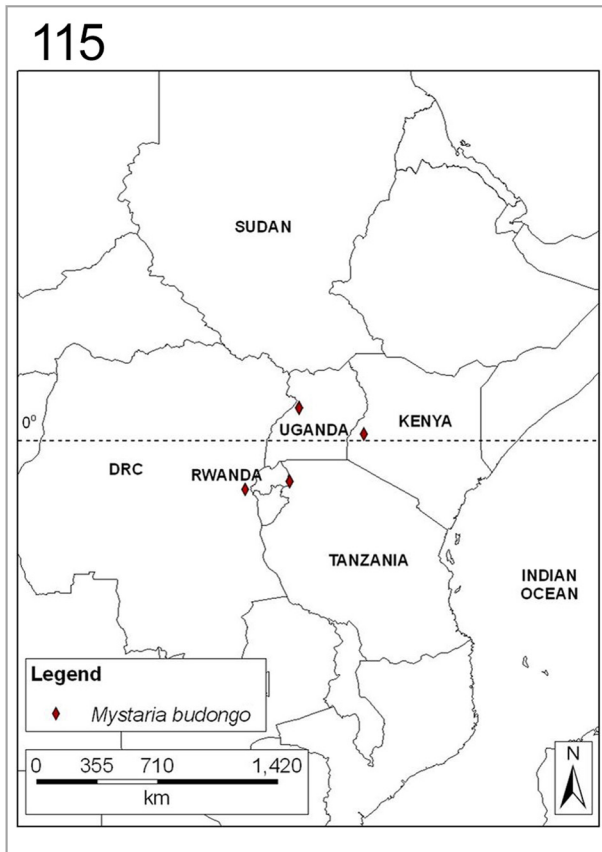 115
SUDAN
0°
UGANDA
KENYA
DRC
RWANDA
TANZANIA
INDIAN
OCEAN
Legend
Mystaria budongo
N
0 355 710 1,420
km